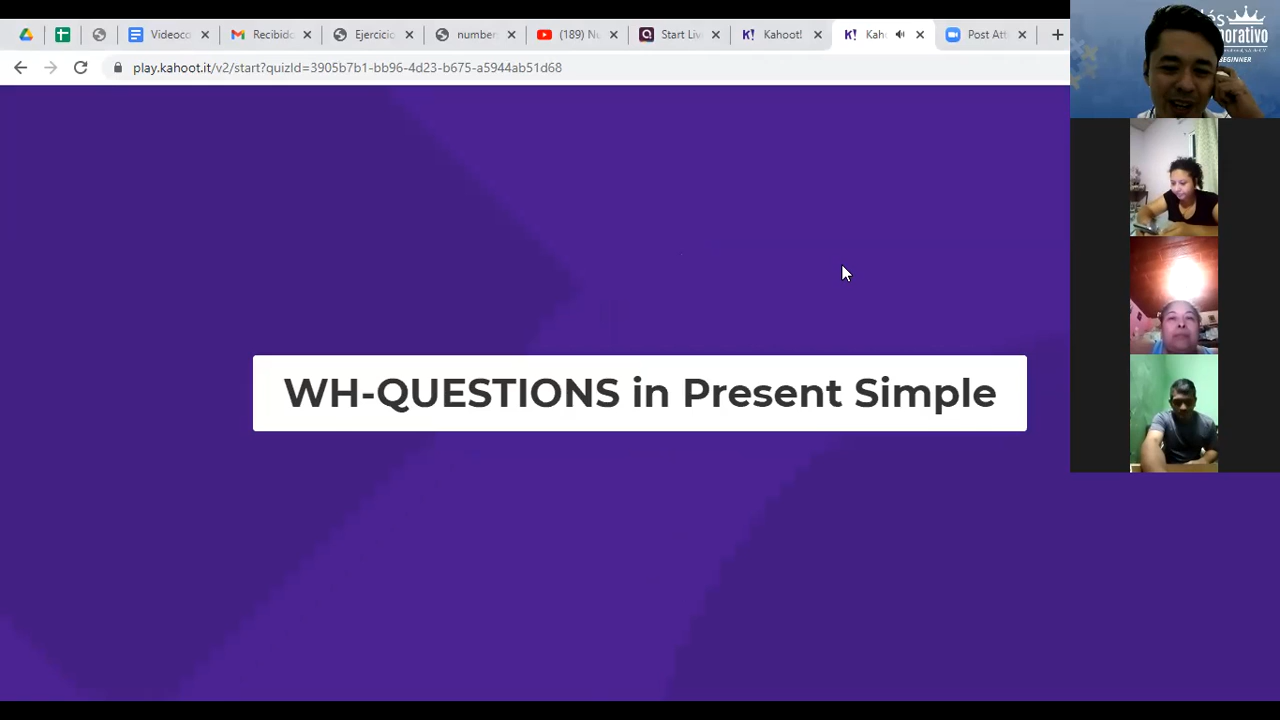 Videoco
Recibido
Ejercicio
number
(189) Nu
Start Liv
Kahoot!
Kah
Post Att
play.kahoot.it/v2/start?quizId=3905b7b1-bb96-4d23-b675-a5944ab51d68
BEGINNER
WH-QUESTIONS in Present Simple